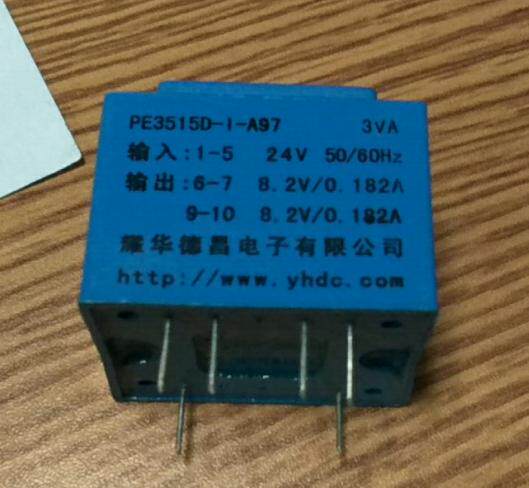 PE3515D-I-A97 3VA
输入:1-5 24V 50/60Hz
输出:6-7 8.2V/0.182A
9-10 8.2V/0.182A
耀华德昌电子有限公司
http://www.yhdc.com